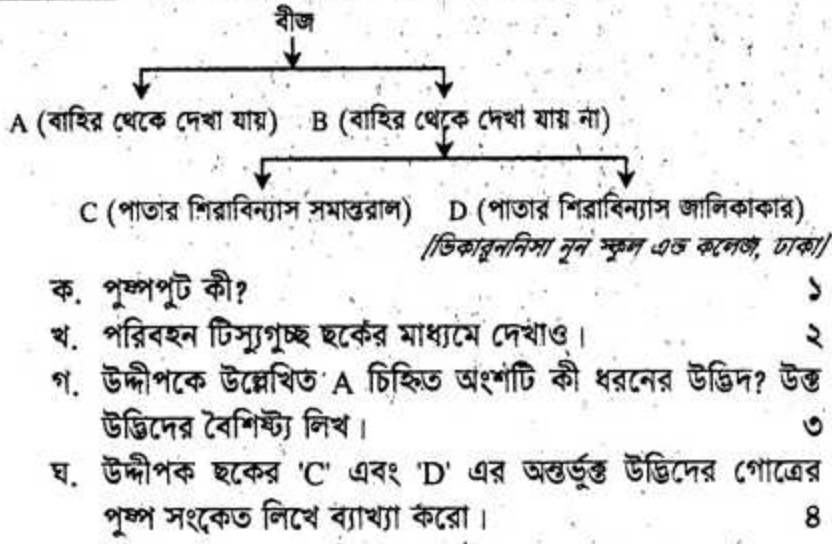 বীজ
A (বাহির থেকে দেখা যায়) B (বাহির থেকে দেখা যায় না)
C (পাতার শিরাবিন্যাস সমান্তরাল) D (পাতার শিরাবিন্যাস জালিকাকার)
[ভিকারুননিসা নূন স্কুল এন্ড কলেজ, ঢাকা]
ক. পুষ্পপুট কী? ১
খ. পরিবহন টিস্যুগুচ্ছ ছকের মাধ্যমে দেখাও। ২
গ. উদ্দীপকে উল্লেখিত A চিহ্নিত অংশটি কী ধরনের উদ্ভিদ? উক্ত
উদ্ভিদের বৈশিষ্ট্য লিখ। ৩
ঘ. উদ্দীপক ছকের 'C' এবং 'D' এর অন্তর্ভুক্ত উদ্ভিদের গোত্রের
পুষ্প সংকেত লিখে ব্যাখ্যা করো। ৪